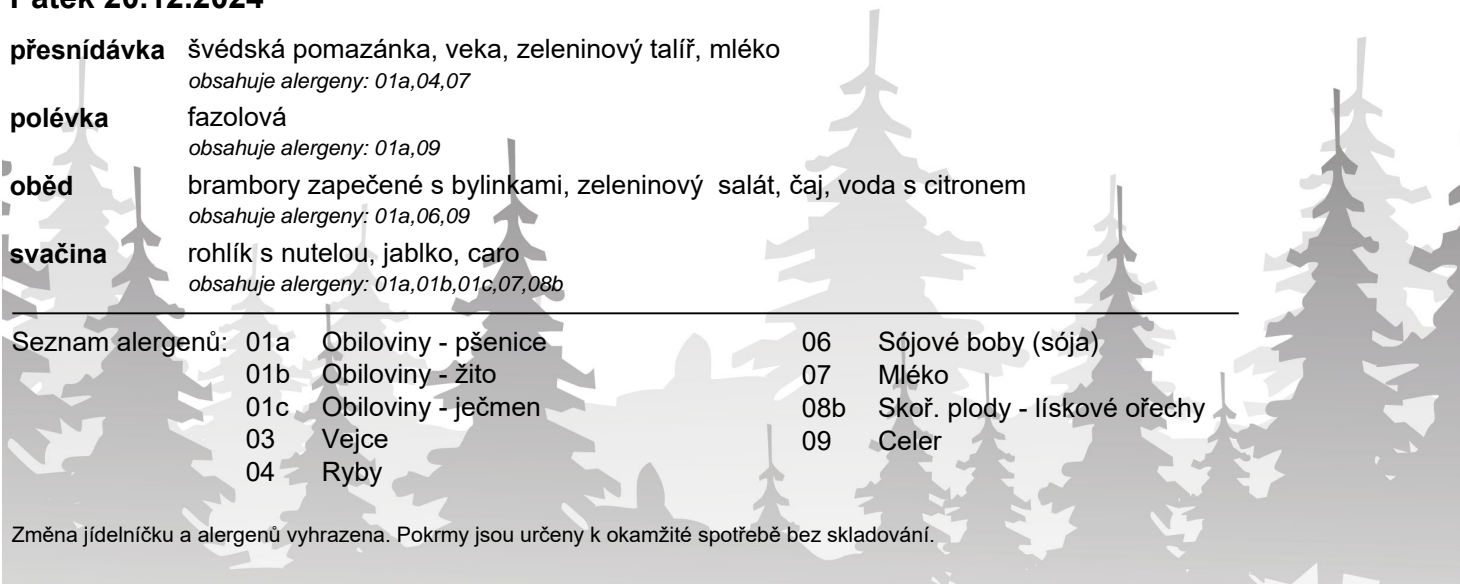 Pátek 20.12.2024
přesnídávka švédská pomazánka, veka, zeleninový talíř, mléko
obsahuje alergeny: 01a,04,07
polévka fazolová
obsahuje alergeny: 01a,09
oběd brambory zapečené s bylinkami, zeleninový salát, čaj, voda s citronem
obsahuje alergeny: 01a,06,09
svačina rohlík s nutelou, jablko, caro
obsahuje alergeny: 01a,01b,01c,07,08b
Seznam alergenů: 01a Obiloviny - pšenice 06 Sójové boby (sója)
01b Obiloviny - žito 07 Mléko
01c Obiloviny - ječmen 08b Skoř. plody - lískové ořechy
03 Vejce 09 Celer
04 Ryby
Změna jídelníčku a alergenů vyhrazena. Pokrmy jsou určeny k okamžité spotřebě bez skladování.